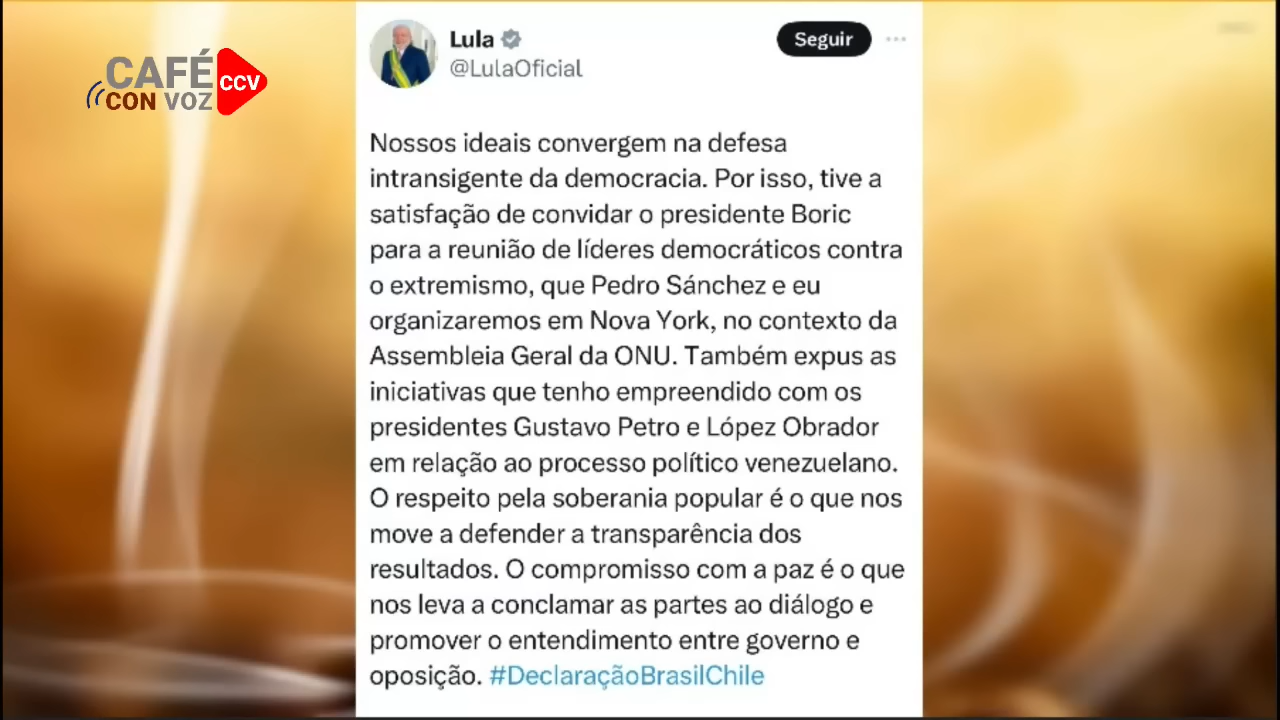 CAFÉ
CON VOZ
CCV
Lula
@LulaOficial
Seguir
Nossos ideais convergem na defesa
intransigente da democracia. Por isso, tive a
satisfação de convidar o presidente Boric
para a reunião de líderes democráticos contra
o extremismo, que Pedro Sánchez e eu
organizaremos em Nova York, no contexto da
Assembleia Geral da ONU. Também expus as
iniciativas que tenho empreendido com os
presidentes Gustavo Petro e López Obrador
em relação ao processo político venezuelano.
O respeito pela soberania popular é o que nos
move a defender a transparência dos
resultados. O compromisso com a paz é o que
nos leva a conclamar as partes ao diálogo e
promover o entendimento entre governo e
oposição. #DeclaraçãoBrasilChile